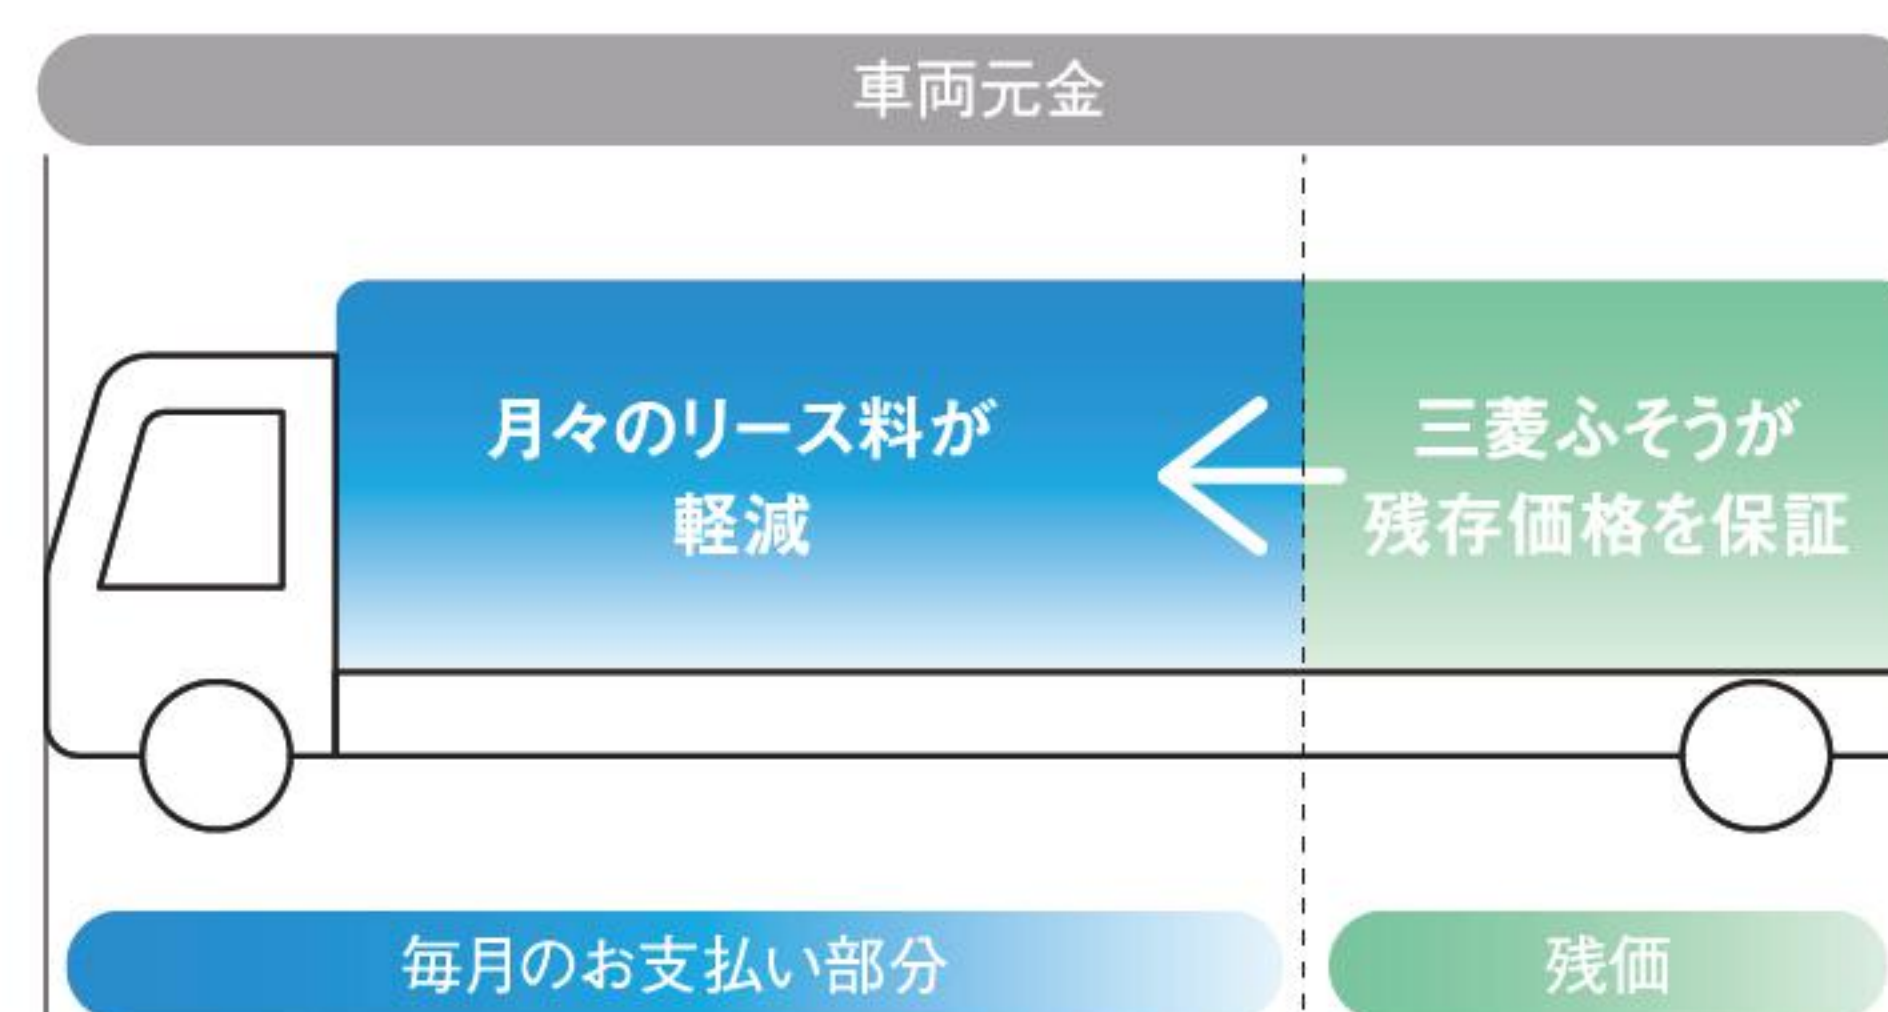 車両元金
月々のリース料が
軽減
三菱ふそうが
残存価格を保証
毎月のお支払い部分
残価